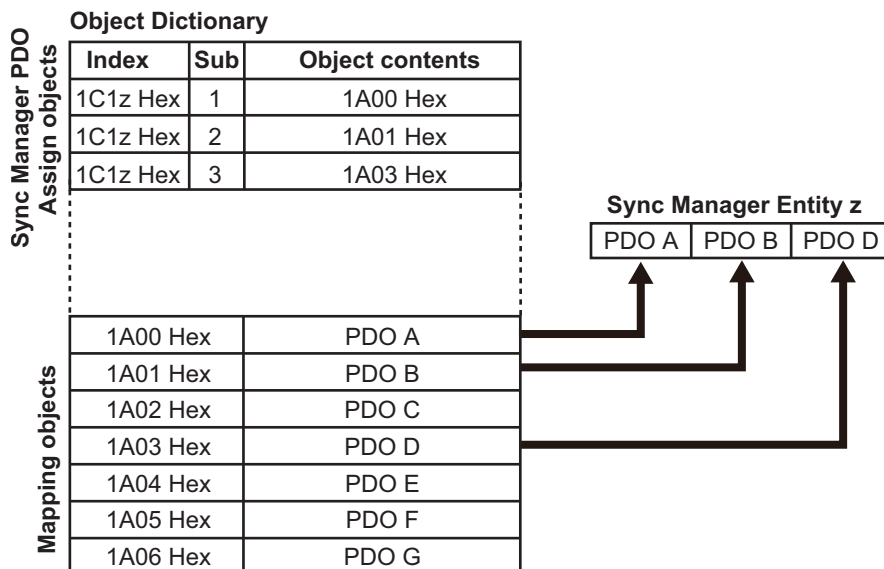 Object Dictionary
Sync Manager PDO
Assign objects
Index Sub Object contents
1C1z Hex 1 1A00 Hex
1C1z Hex 2 1A01 Hex
1C1z Hex 3 1A03 Hex
Sync Manager Entity z
PDO A PDO B PDO D
Mapping objects
1A00 Hex PDO A
1A01 Hex PDO B
1A02 Hex PDO C
1A03 Hex PDO D
1A04 Hex PDO E
1A05 Hex PDO F
1A06 Hex PDO G